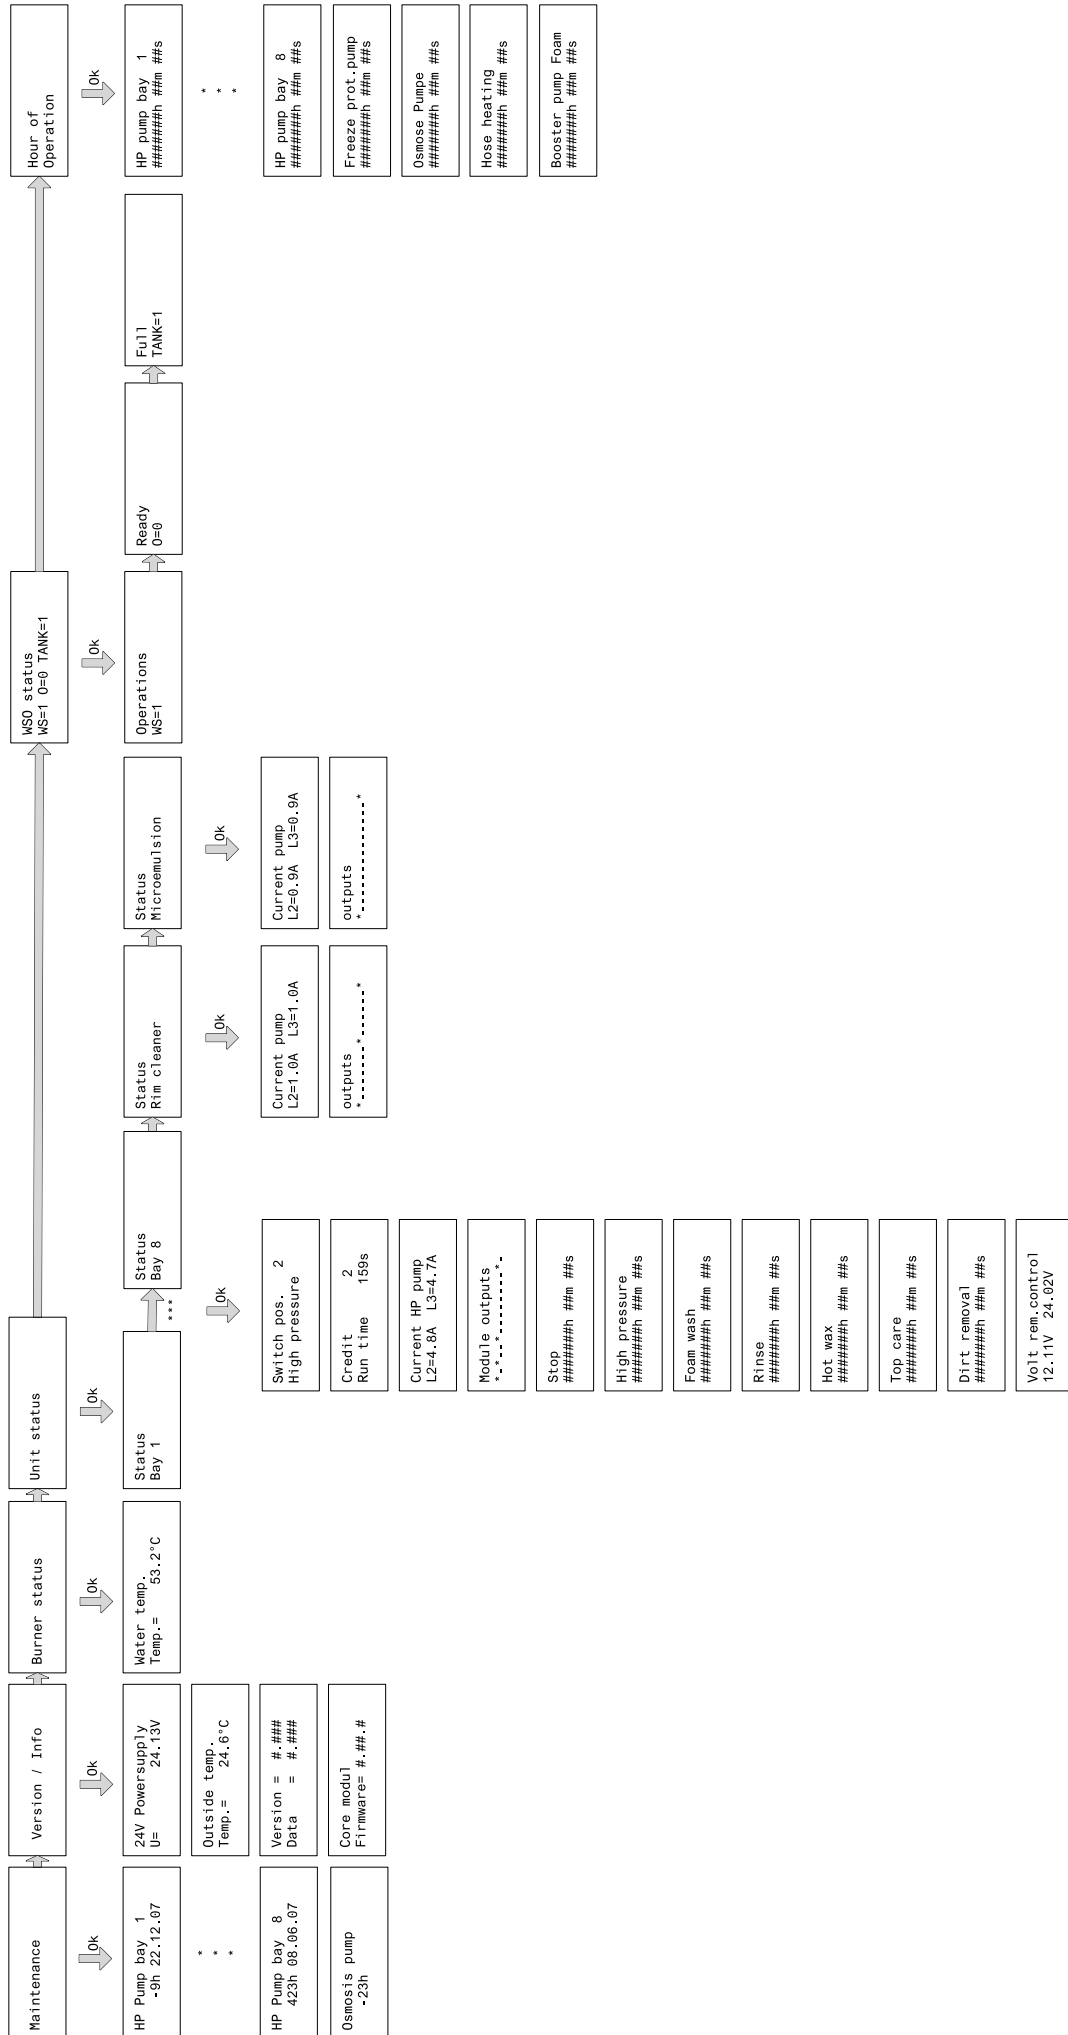 Maintenance
Ok
HP Pump bay 1
-9h 22.12.07
*
*
*
HP Pump bay 8
423h 08.06.07
Osmosis pump
-23h
Version / Info
Ok
24V Powersupply
U= 24.13V
Outside temp.
Temp.= 24.6°C
Version = #.###
Data = #.###
Core modul
Firmware= #.##.#
Burner status
Ok
Water temp.
Temp.= 53.2°C
Unit status
Ok
Status
Bay 1
***
Status
Bay 8
Ok
Switch pos. 2
High pressure
Credit 2
Run time 159s
Current HP pump
L2=4.8A L3=4.7A
Module outputs
*-*--*---------*-
Stop
#######h ##m ##s
High pressure
#######h ##m ##s
Foam wash
#######h ##m ##s
Rinse
#######h ##m ##s
Hot wax
#######h ##m ##s
Top care
#######h ##m ##s
Dirt removal
#######h ##m ##s
Volt rem.control
12.11V 24.02V
Status
Rim cleaner
Ok
Current pump
L2=1.0A L3=1.0A
outputs
*-------*-------*
Status
Microemulsion
Ok
Current pump
L2=0.9A L3=0.9A
outputs
*---------------*
WSO status
WS=1 O=0 TANK=1
Ok
Operations
WS=1
Ready
O=0
Full
TANK=1
Hour of
Operation
Ok
HP pump bay 1
#######h ##m ##s
*
*
*
HP pump bay 8
#######h ##m ##s
Freeze prot.pump
#######h ##m ##s
Osmose Pumpe
#######h ##m ##s
Hose heating
#######h ##m ##s
Booster pump Foam
#######h ##m ##s